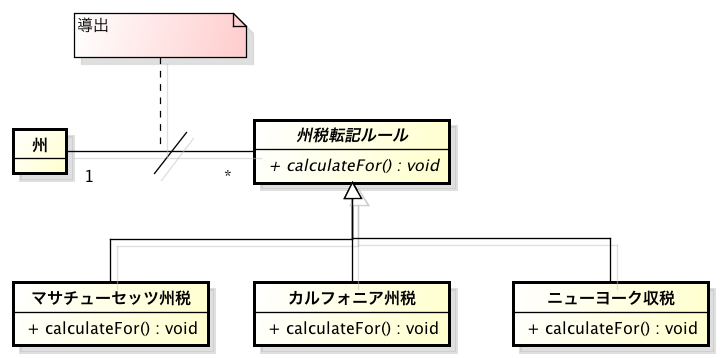 導出
州
州税転記ルール
+ calculateFor() : void
1
*
マサチューセッツ州税
+ calculateFor() : void
カルフォニア州税
+ calculateFor() : void
ニューヨーク収税
+ calculateFor() : void